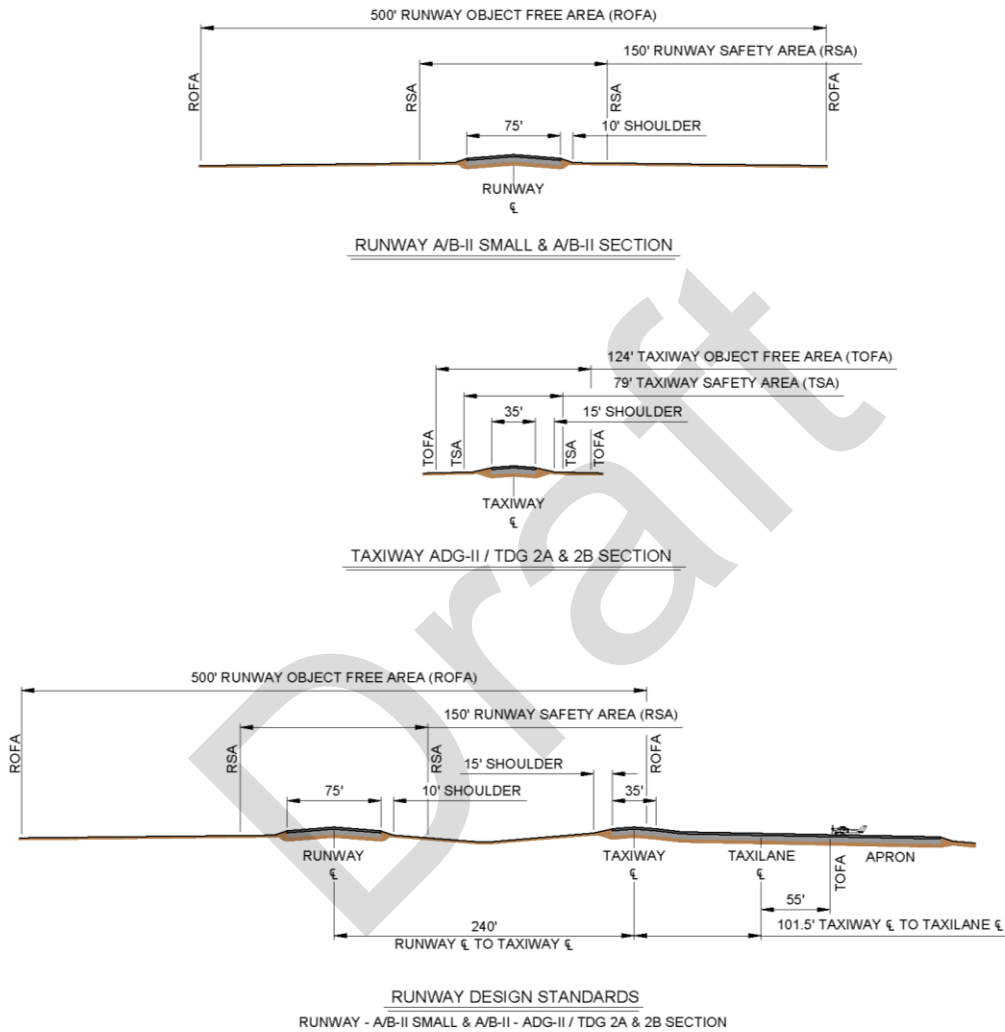 500' RUNWAY OBJECT FREE AREA (ROFA)
150' RUNWAY SAFETY AREA (RSA)
ROFA
RSA
RSA
ROFA
75'
10' SHOULDER
RUNWAY
℄
RUNWAY A/B-II SMALL & A/B-II SECTION
124' TAXIWAY OBJECT FREE AREA (TOFA)
79' TAXIWAY SAFETY AREA (TSA)
35'
15' SHOULDER
TOFA
TSA
TSA
TOFA
TAXIWAY
℄
TAXIWAY ADG-II / TDG 2A & 2B SECTION
Draft
500' RUNWAY OBJECT FREE AREA (ROFA)
150' RUNWAY SAFETY AREA (RSA)
ROFA
RSA
RSA
ROFA
15' SHOULDER
75'
10' SHOULDER
35'
RUNWAY
℄
TAXIWAY
℄
TAXILANE
℄
TOFA
APRON
55'
240'
RUNWAY ℄ TO TAXIWAY ℄
101.5' TAXIWAY ℄ TO TAXILANE ℄
RUNWAY DESIGN STANDARDS
RUNWAY - A/B-II SMALL & A/B-II - ADG-II / TDG 2A & 2B SECTION